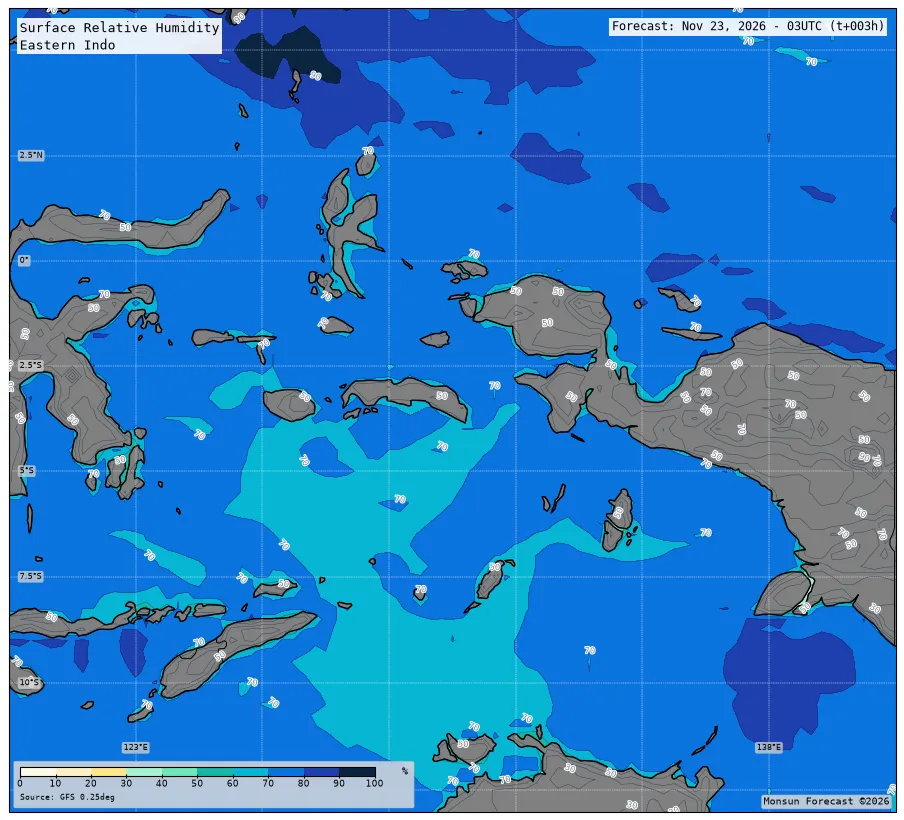 Surface Relative Humidity
Eastern Indo
Forecast: Nov 23, 2026 - 03UTC (t+003h)
2.5°N
0°
2.5°S
5°S
7.5°S
10°S
123°E
138°E
%
0 10 20 30 40 50 60 70 80 90 100
Source: GFS 0.25deg
Monsun Forecast ©2026